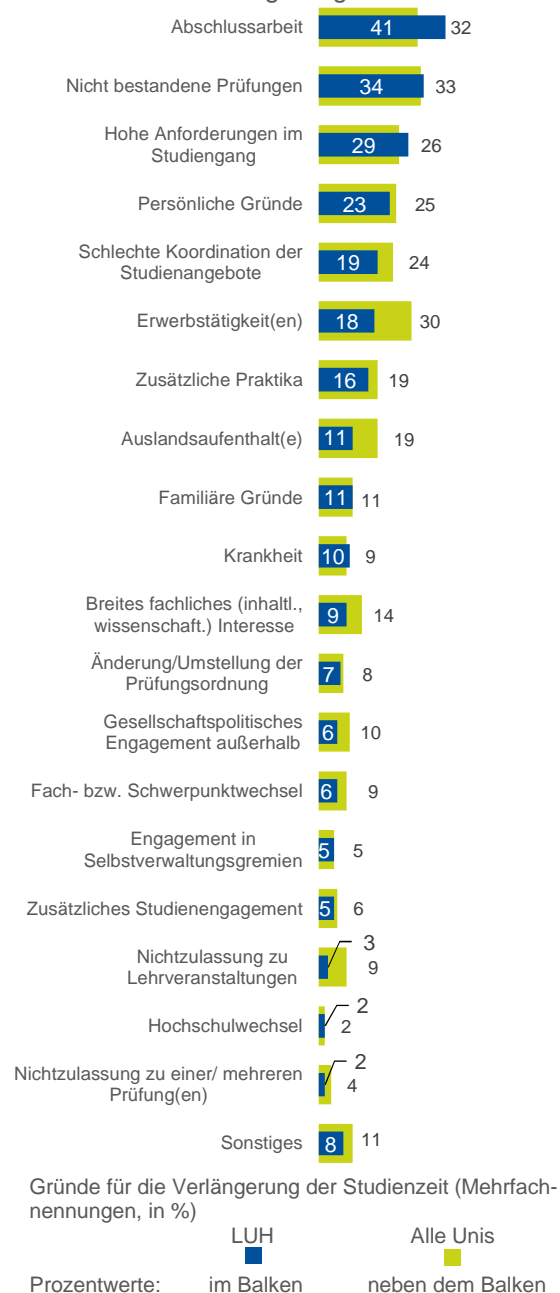 Abschlussarbeit 41 32
Nicht bestandene Prüfungen 34 33
Hohe Anforderungen im
Studiengang 29 26
Persönliche Gründe 23 25
Schlechte Koordination der
Studienangebote 19 24
Erwerbstätigkeit(en) 18 30
Zusätzliche Praktika 16 19
Auslandsaufenthalt(e) 11 19
Familiäre Gründe 11 11
Krankheit 10 9
Breites fachliches (inhaltl.,
wissenschaft.) Interesse 9 14
Änderung/Umstellung der
Prüfungsordnung 7 8
Gesellschaftspolitisches
Engagement außerhalb 6 10
Fach- bzw. Schwerpunktwechsel 6 9
Engagement in
Selbstverwaltungsgremien 5 5
Zusätzliches Studienengagement 5 6
Nichtzulassung zu
Lehrveranstaltungen 3 9
Hochschulwechsel 2 2
Nichtzulassung zu einer/ mehreren
Prüfung(en) 2 4
Sonstiges 8 11
Gründe für die Verlängerung der Studienzeit (Mehrfach-
nennungen, in %)
LUH Alle Unis
Prozentwerte: im Balken neben dem Balken